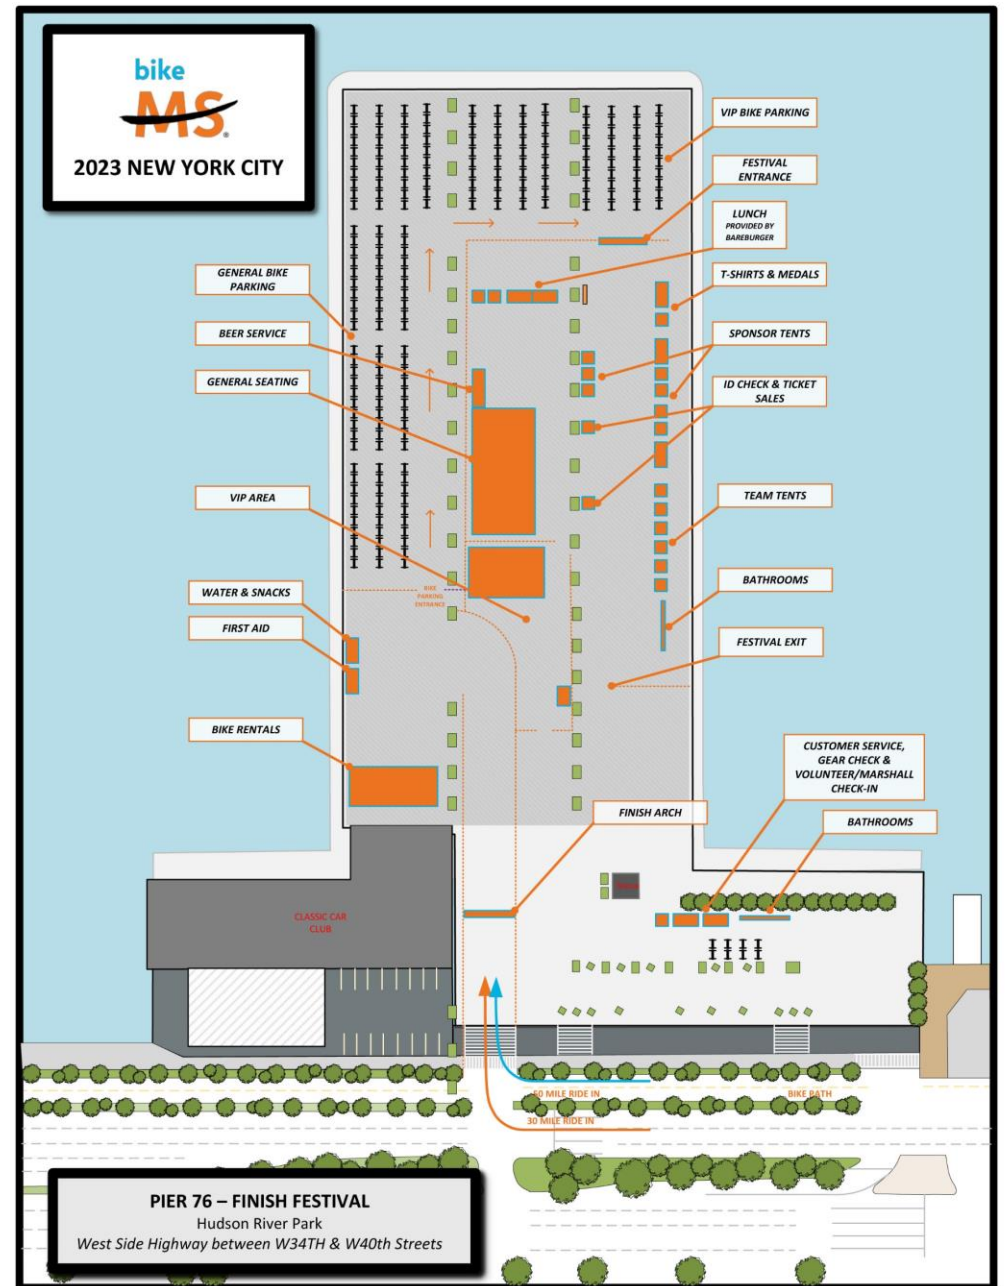 bike
MS
2023 NEW YORK CITY
VIP BIKE PARKING
FESTIVAL
ENTRANCE
LUNCH
PROVIDED BY
BAREBURGER
T-SHIRTS & MEDALS
SPONSOR TENTS
ID CHECK & TICKET
SALES
TEAM TENTS
BATHROOMS
FESTIVAL EXIT
GENERAL BIKE
PARKING
BEER SERVICE
GENERAL SEATING
VIP AREA
WATER & SNACKS
FIRST AID
BIKE RENTALS
BIKE
PARKING
ENTRANCE
CUSTOMER SERVICE,
GEAR CHECK &
VOLUNTEER/MARSHALL
CHECK-IN
FINISH ARCH
BATHROOMS
CLASSIC CAR
CLUB
50 MILE RIDE IN
BIKE PATH
30 MILE RIDE IN
PIER 76 – FINISH FESTIVAL
Hudson River Park
West Side Highway between W34TH & W40th Streets